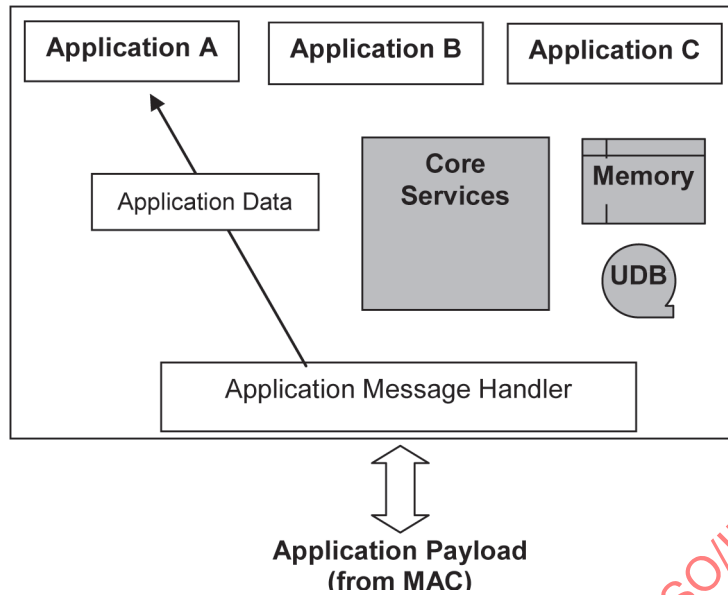 Application A
Application B
Application C
Core
Services
Memory
Application Data
UDB
Application Message Handler
Application Payload
(from MAC)